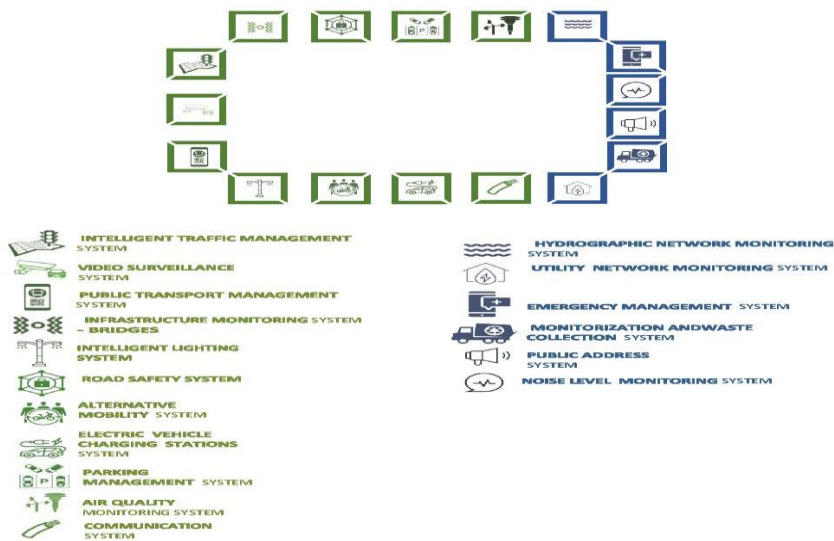 INTELLIGENT TRAFFIC MANAGEMENT
SYSTEM
VIDEO SURVEILLANCE
SYSTEM
PUBLIC TRANSPORT MANAGEMENT
SYSTEM
INFRASTRUCTURE MONITORING SYSTEM
– BRIDGES
INTELLIGENT LIGHTING
SYSTEM
ROAD SAFETY SYSTEM
ALTERNATIVE
MOBILITY SYSTEM
ELECTRIC VEHICLE
CHARGING STATIONS
SYSTEM
PARKING
MANAGEMENT SYSTEM
AIR QUALITY
MONITORING SYSTEM
COMMUNICATION
SYSTEM
HYDROGRAPHIC NETWORK MONITORING
SYSTEM
UTILITY NETWORK MONITORING SYSTEM
EMERGENCY MANAGEMENT SYSTEM
MONITORIZATION ANDWASTE
COLLECTION SYSTEM
PUBLIC ADDRESS
SYSTEM
NOISE LEVEL MONITORING SYSTEM